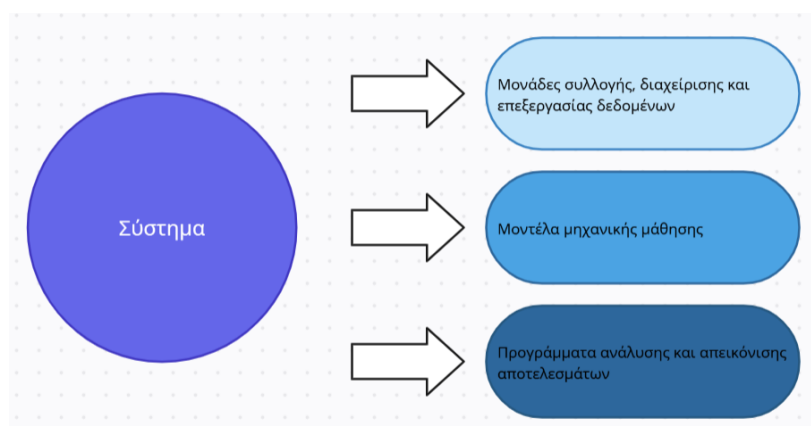 Σύστημα
Μονάδες συλλογής, διαχείρισης και
επεξεργασίας δεδομένων
Μοντέλα μηχανικής μάθησης
Προγράμματα ανάλυσης και απεικόνισης
αποτελεσμάτων